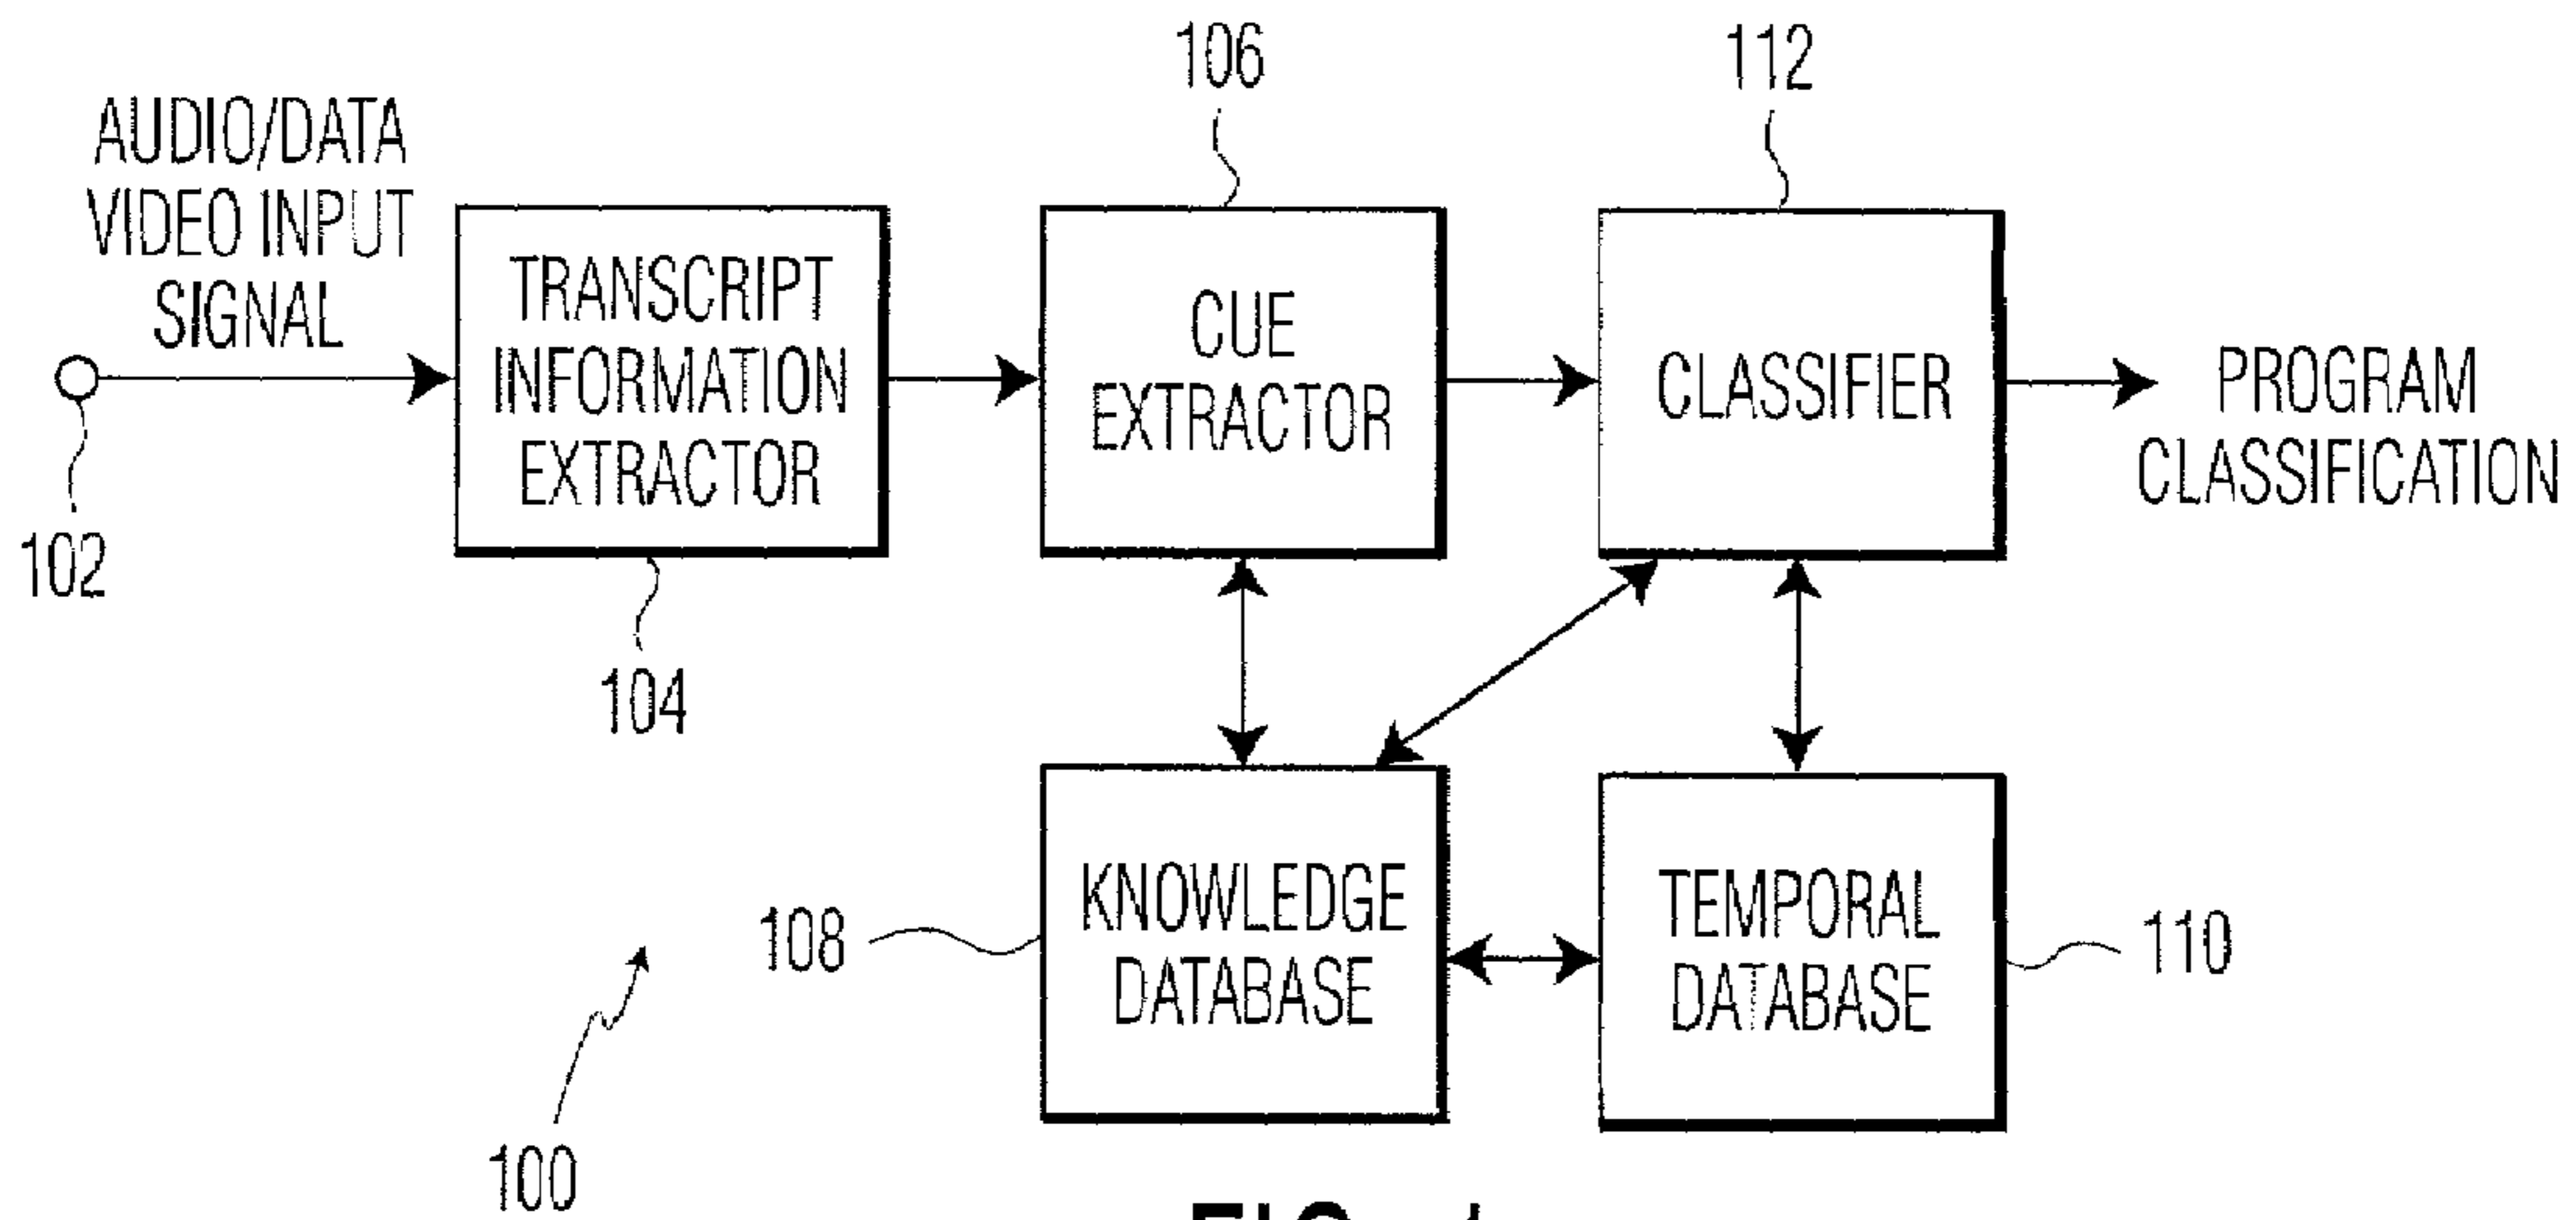 106
112
AUDIO/DATA
VIDEO INPUT
SIGNAL
TRANSCRIPT
INFORMATION
EXTRACTOR
CUE
EXTRACTOR
CLASSIFIER
PROGRAM
CLASSIFICATION
102
104
108
KNOWLEDGE
DATABASE
TEMPORAL
DATABASE
110
100